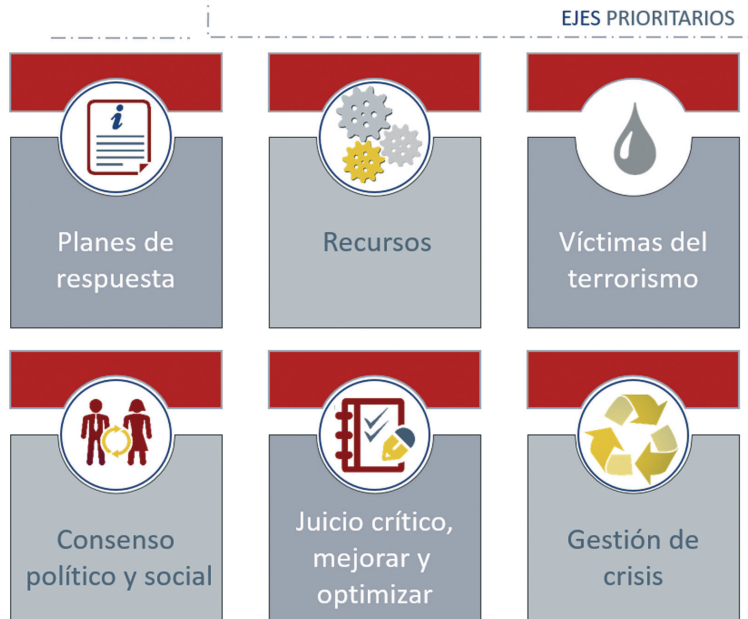 EJES PRIORITARIOS
i
Planes de
respuesta
Recursos
Víctimas del
terrorismo
Consenso
político y social
Juicio crítico,
mejorar y
optimizar
Gestión de
crisis